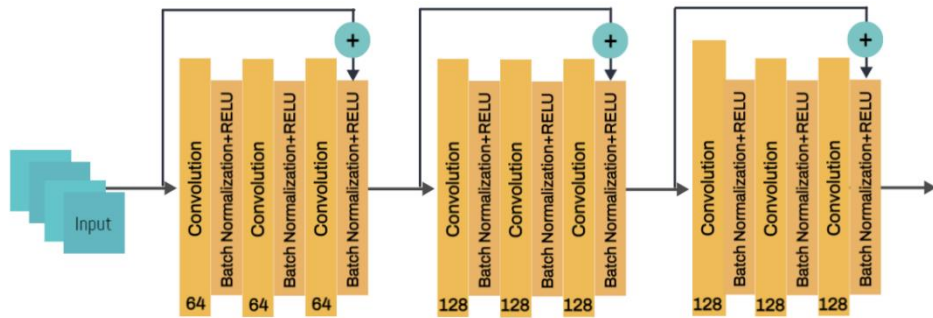 Input
+
Convolution
Batch Normalization+RELU
Convolution
Batch Normalization+RELU
Convolution
Batch Normalization+RELU
64
64
64
+
Convolution
Batch Normalization+RELU
Convolution
Batch Normalization+RELU
Convolution
Batch Normalization+RELU
128
128
128
+
Convolution
Batch Normalization+RELU
Convolution
Batch Normalization+RELU
Convolution
Batch Normalization+RELU
128
128
128